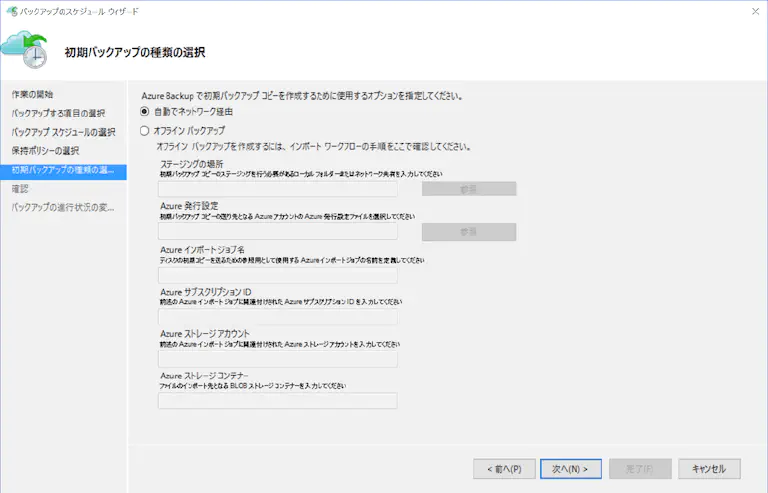 バックアップのスケジュール ウィザード
初期バックアップの種類の選択
作業の開始
バックアップする項目の選択
バックアップ スケジュールの選択
保持ポリシーの選択
初期バックアップの種類の選...
確認
バックアップの進行状況の変...
Azure Backup で初期バックアップ コピーを作成するために使用するオプションを指定してください。
自動でネットワーク経由
オフライン バックアップ
オフライン バックアップを作成するには、インポート ワークフローの手順をここで確認してください。
ステージングの場所
初期バックアップ コピーのステージングを行う必要があるローカル フォルダーまたはネットワーク共有を入力してください
参照
Azure 発行設定
初期バックアップ コピーの送り先となる Azure アカウントの Azure 発行設定ファイルを選択してください
参照
Azure インポート ジョブ名
ディスクの初期コピーを送るための参照用として使用する Azure インポート ジョブの名前を定義してください
Azure サブスクリプション ID
前述の Azure インポート ジョブに関連付けされた Azure サブスクリプション ID を入力してください
Azure ストレージ アカウント
前述の Azure インポート ジョブに関連付けされた Azure ストレージ アカウントを入力してください
Azure ストレージ コンテナー
ファイルのインポート先となる BLOB ストレージ コンテナーを入力してください
< 前へ(P)
次へ(N) >
完了(F)
キャンセル